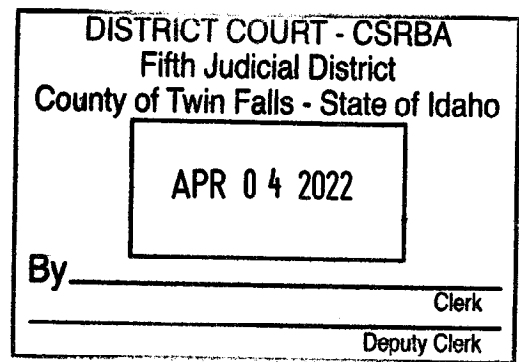 DISTRICT COURT - CSRBA
Fifth Judicial District
County of Twin Falls - State of Idaho
APR 04 2022
By
Clerk
Deputy Clerk